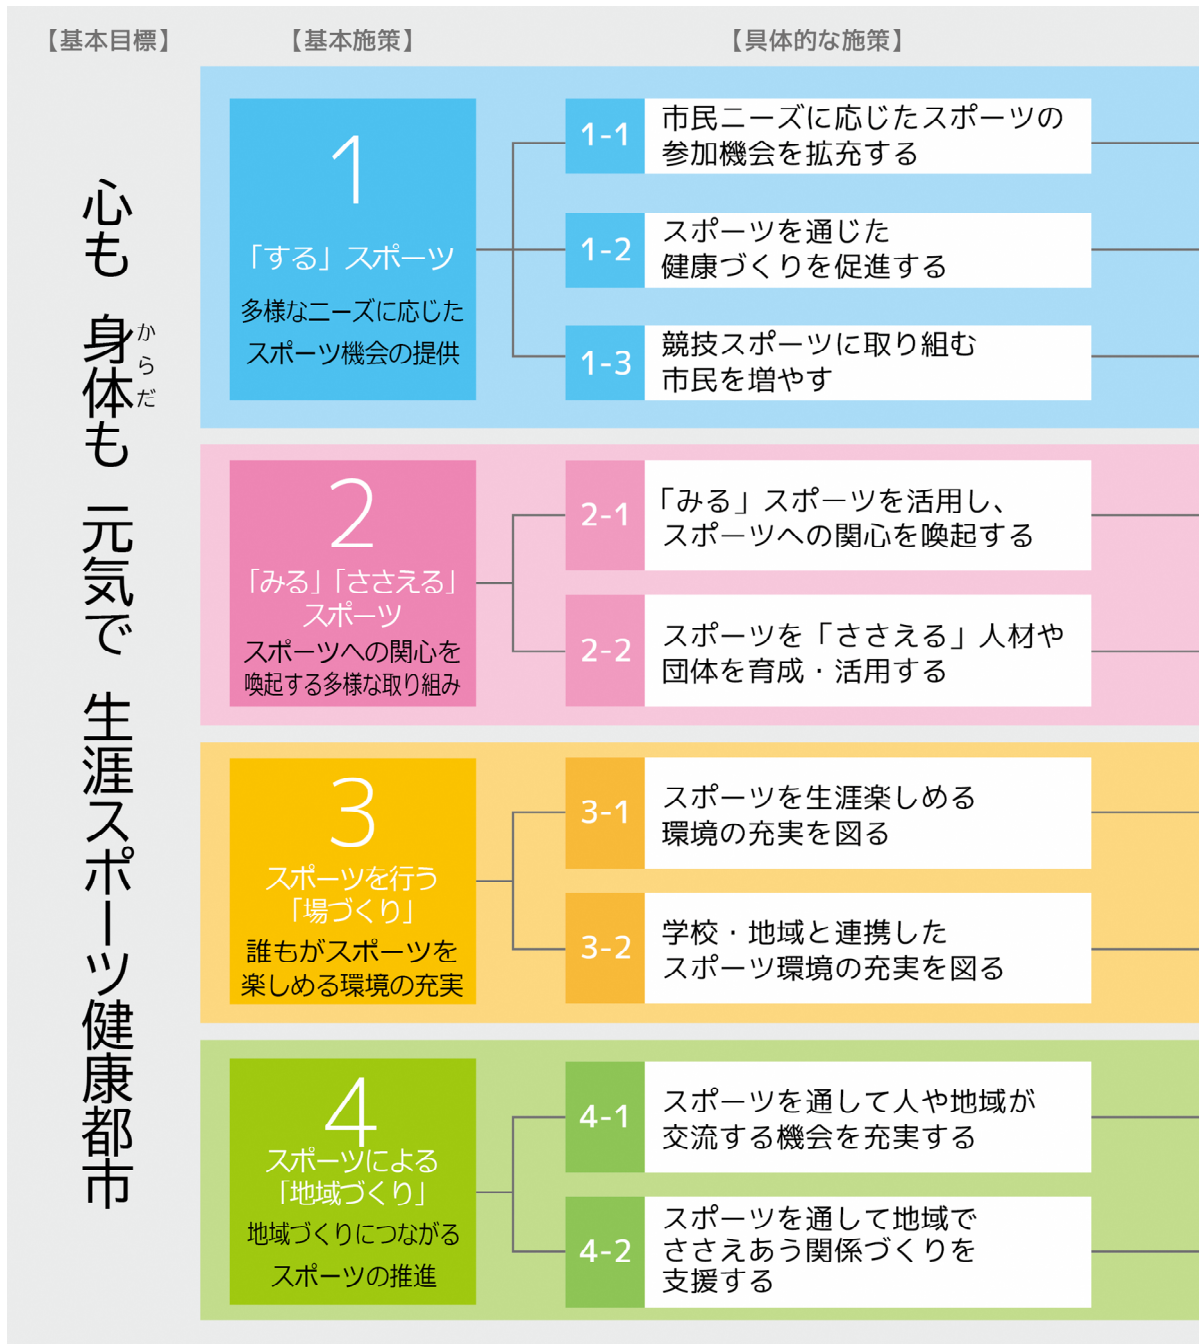 【基本目標】
【基本施策】
【具体的な施策】
心も 身体も 元気で 生涯スポーツ健康都市
からだ
1
「する」スポーツ
多様なニーズに応じた
スポーツ機会の提供
1-1
市民ニーズに応じたスポーツの
参加機会を拡充する
1-2
スポーツを通じた
健康づくりを促進する
1-3
競技スポーツに取り組む
市民を増やす
2
「みる」「ささえる」
スポーツ
スポーツへの関心を
喚起する多様な取り組み
2-1
「みる」スポーツを活用し、
スポーツへの関心を喚起する
2-2
スポーツを「ささえる」人材や
団体を育成・活用する
3
スポーツを行う
「場づくり」
誰もがスポーツを
楽しめる環境の充実
3-1
スポーツを生涯楽しめる
環境の充実を図る
3-2
学校・地域と連携した
スポーツ環境の充実を図る
4
スポーツによる
「地域づくり」
地域づくりにつながる
スポーツの推進
4-1
スポーツを通して人や地域が
交流する機会を充実する
4-2
スポーツを通して地域で
ささえあう関係づくりを
支援する